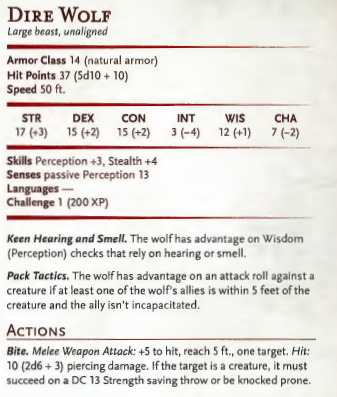 DIRE WOLF
Large beast, unaligned
Armor Class 14 (natural armor)
Hit Points 37 (5d10 + 10)
Speed 50 ft.
STR DEX CON INT WIS CHA
17 (+3) 15 (+2) 15 (+2) 3 (−4) 12 (+1) 7 (−2)
Skills Perception +3, Stealth +4
Senses passive Perception 13
Languages —
Challenge 1 (200 XP)
Keen Hearing and Smell. The wolf has advantage on Wisdom
(Perception) checks that rely on hearing or smell.
Pack Tactics. The wolf has advantage on an attack roll against a
creature if at least one of the wolf's allies is within 5 feet of the
creature and the ally isn't incapacitated.
ACTIONS
Bite. Melee Weapon Attack: +5 to hit, reach 5 ft., one target. Hit:
10 (2d6 + 3) piercing damage. If the target is a creature, it must
succeed on a DC 13 Strength saving throw or be knocked prone.